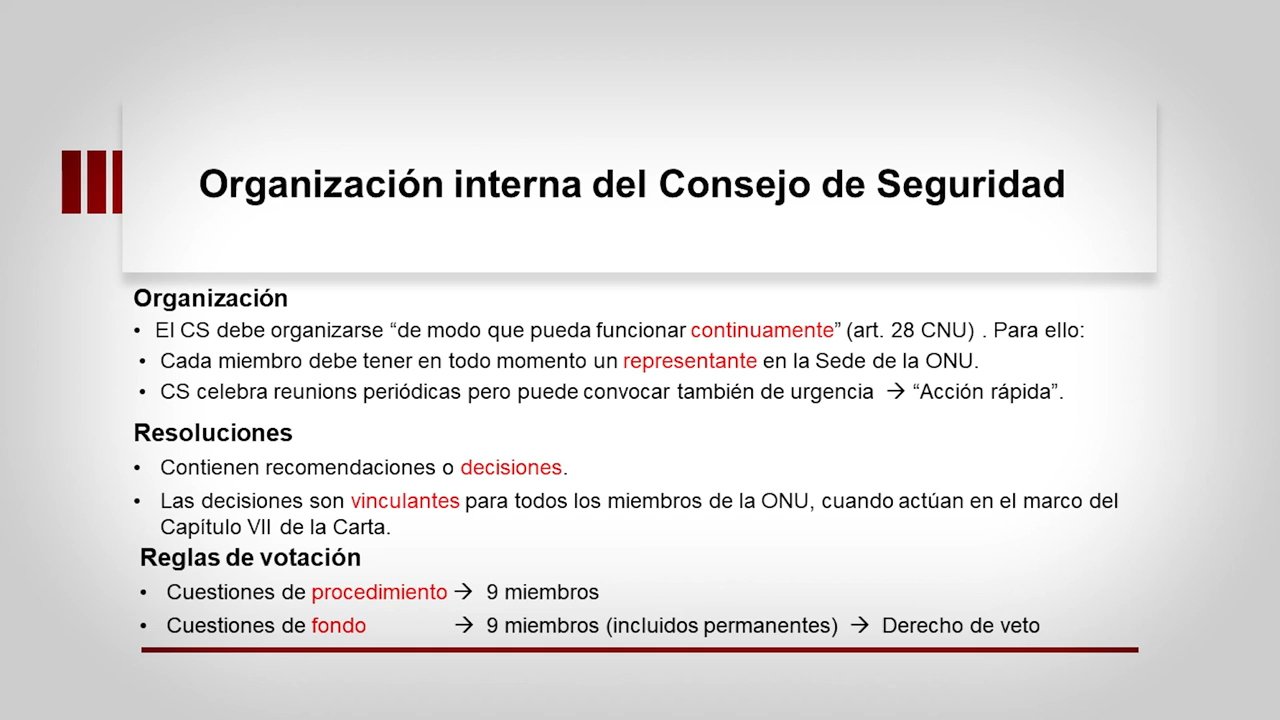 Organización interna del Consejo de Seguridad
Organización
• El CS debe organizarse “de modo que pueda funcionar continuamente” (art. 28 CNU) . Para ello:
• Cada miembro debe tener en todo momento un representante en la Sede de la ONU.
• CS celebra reunions periódicas pero puede convocar también de urgencia → “Acción rápida”.
Resoluciones
• Contienen recomendaciones o decisiones.
• Las decisiones son vinculantes para todos los miembros de la ONU, cuando actúan en el marco del
Capítulo VII de la Carta.
Reglas de votación
• Cuestiones de procedimiento → 9 miembros
• Cuestiones de fondo → 9 miembros (incluidos permanentes) → Derecho de veto